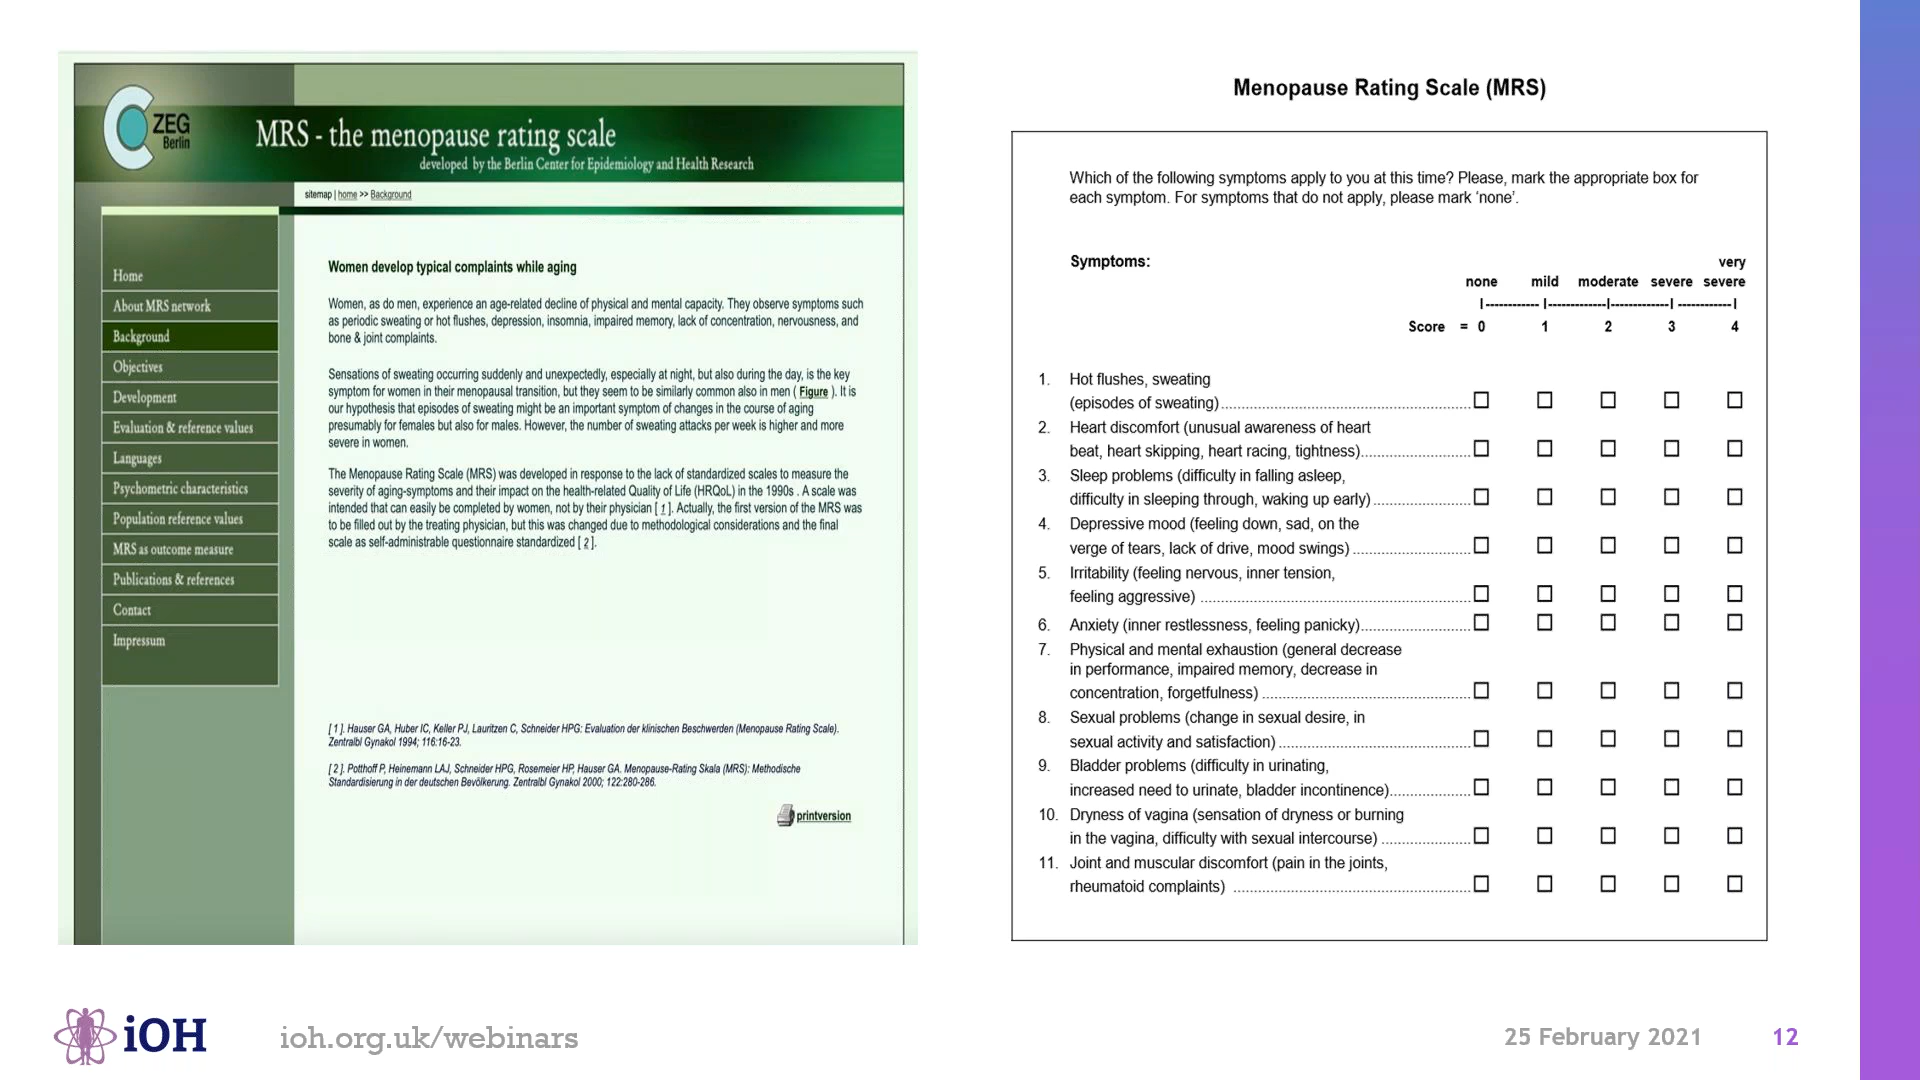 ZEG
Berlin
MRS - the menopause rating scale
developed by the Berlin Center for Epidemiology and Health Research
sitemap | home >> Background
Home
About MRS network
Background
Objectives
Development
Evaluation & reference values
Languages
Psychometric characteristics
Population reference values
MRS as outcome measure
Publications & references
Contact
Impressum
Women develop typical complaints while aging
Women, as do men, experience an age-related decline of physical and mental capacity. They observe symptoms such
as periodic sweating or hot flushes, depression, insomnia, impaired memory, lack of concentration, nervousness, and
bone & joint complaints.
Sensations of sweating occurring suddenly and unexpectedly, especially at night, but also during the day, is the key
symptom for women in their menopausal transition, but they seem to be similarly common also in men ( Figure ). It is
our hypothesis that episodes of sweating might be an important symptom of changes in the course of aging
presumably for females but also for males. However, the number of sweating attacks per week is higher and more
severe in women.
The Menopause Rating Scale (MRS) was developed in response to the lack of standardized scales to measure the
severity of aging-symptoms and their impact on the health-related Quality of Life (HRQoL) in the 1990s . A scale was
intended that can easily be completed by women, not by their physician [ 1 ]. Actually, the first version of the MRS was
to be filled out by the treating physician, but this was changed due to methodological considerations and the final
scale as self-administrable questionnaire standardized [ 2 ].
[ 1 ]. Hauser GA, Huber IC, Keller PJ, Lauritzen C, Schneider HPG: Evaluation der klinischen Beschwerden (Menopause Rating Scale).
Zentralbl Gynakol 1994; 116:16-23.
[ 2 ]. Potthoff P, Heinemann LAJ, Schneider HPG, Rosemeier HP, Hauser GA. Menopause-Rating Skala (MRS): Methodische
Standardisierung in der deutschen Bevölkerung. Zentralbl Gynakol 2000; 122:280-286.
printversion
Menopause Rating Scale (MRS)
Which of the following symptoms apply to you at this time? Please, mark the appropriate box for
each symptom. For symptoms that do not apply, please mark ‘none’.
Symptoms:
very
none mild moderate severe severe
I------------ I-------------I-------------I ------------I
Score = 0 1 2 3 4
1. Hot flushes, sweating
(episodes of sweating)
2. Heart discomfort (unusual awareness of heart
beat, heart skipping, heart racing, tightness)
3. Sleep problems (difficulty in falling asleep,
difficulty in sleeping through, waking up early)
4. Depressive mood (feeling down, sad, on the
verge of tears, lack of drive, mood swings)
5. Irritability (feeling nervous, inner tension,
feeling aggressive)
6. Anxiety (inner restlessness, feeling panicky)
7. Physical and mental exhaustion (general decrease
in performance, impaired memory, decrease in
concentration, forgetfulness)
8. Sexual problems (change in sexual desire, in
sexual activity and satisfaction)
9. Bladder problems (difficulty in urinating,
increased need to urinate, bladder incontinence)
10. Dryness of vagina (sensation of dryness or burning
in the vagina, difficulty with sexual intercourse)
11. Joint and muscular discomfort (pain in the joints,
rheumatoid complaints)
iOH
ioh.org.uk/webinars
25 February 2021
12